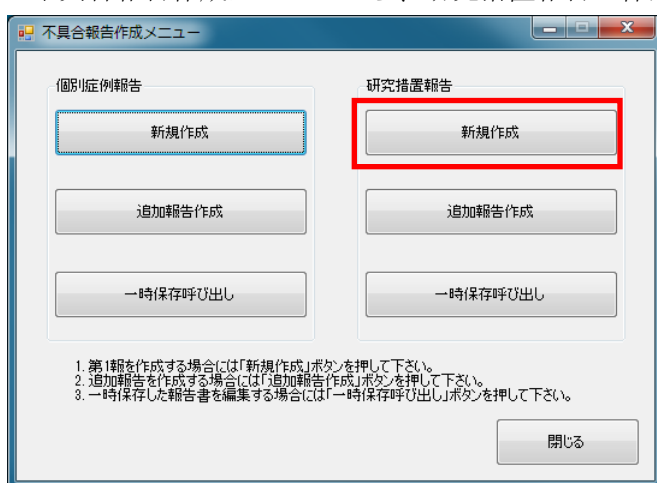 不具合報告作成メニュー
個別症例報告
新規作成
追加報告作成
一時保存呼び出し
研究措置報告
新規作成
追加報告作成
一時保存呼び出し
1. 第1報を作成する場合には「新規作成」ボタンを押して下さい。
2. 追加報告を作成する場合には「追加報告作成」ボタンを押して下さい。
3. 一時保存した報告書を編集する場合には「一時保存呼び出し」ボタンを押して下さい。
閉じる